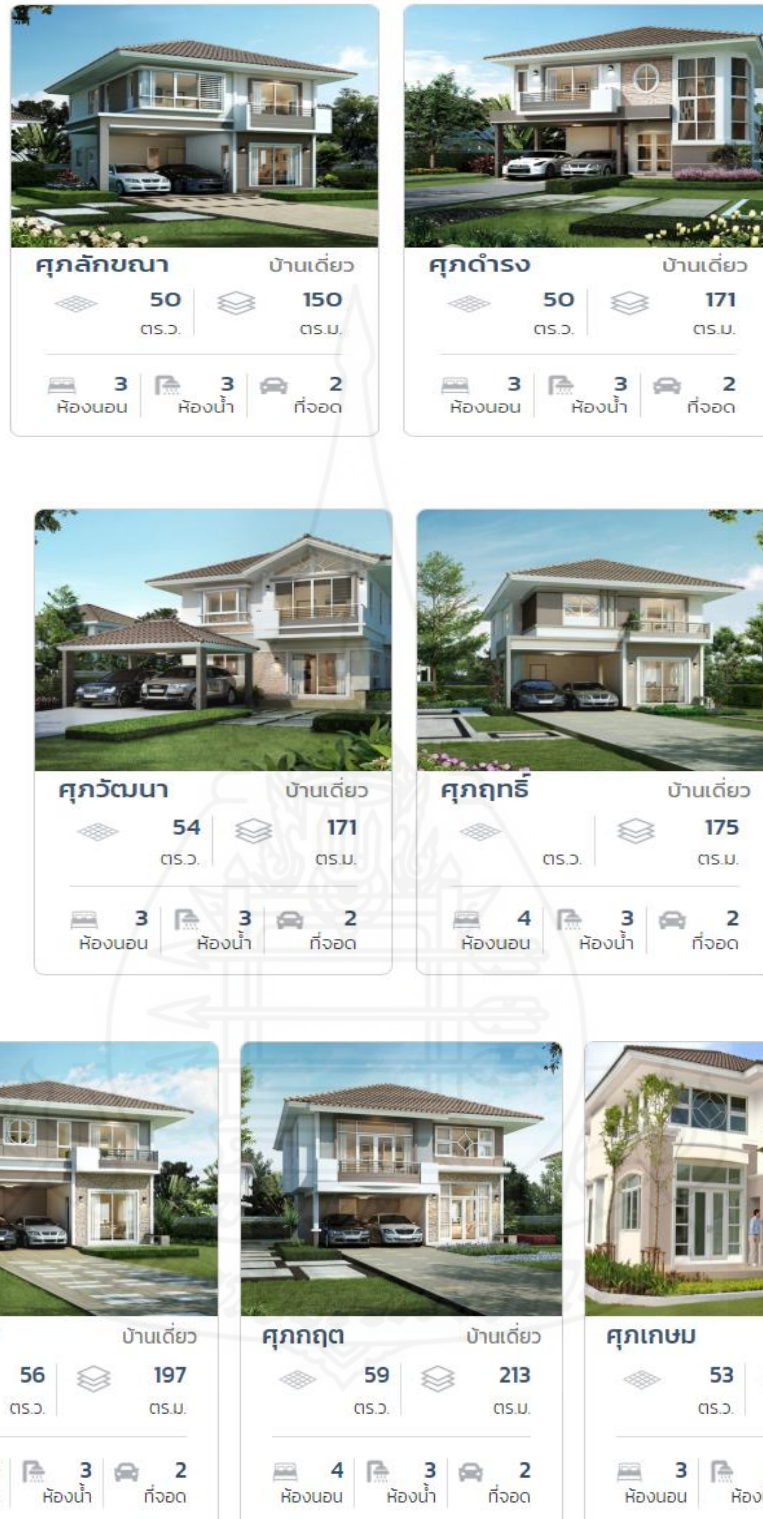 ศุภลักขณา บ้านเดี่ยว
50 150
ตร.ว. ตร.ม.
3 3 2
ห้องนอน ห้องน้ำ ที่จอด
ศุภดำรง บ้านเดี่ยว
50 171
ตร.ว. ตร.ม.
3 3 2
ห้องนอน ห้องน้ำ ที่จอด
ศุภวัฒนา บ้านเดี่ยว
54 171
ตร.ว. ตร.ม.
3 3 2
ห้องนอน ห้องน้ำ ที่จอด
ศุภฤทธิ์ บ้านเดี่ยว
175
ตร.ว. ตร.ม.
4 3 2
ห้องนอน ห้องน้ำ ที่จอด
บ้านเดี่ยว
56 197
ตร.ว. ตร.ม.
3 2
ห้องน้ำ ที่จอด
ศุภกฤต บ้านเดี่ยว
59 213
ตร.ว. ตร.ม.
4 3 2
ห้องนอน ห้องน้ำ ที่จอด
ศุภเกษม
53
ตร.ว.
3
ห้องนอน